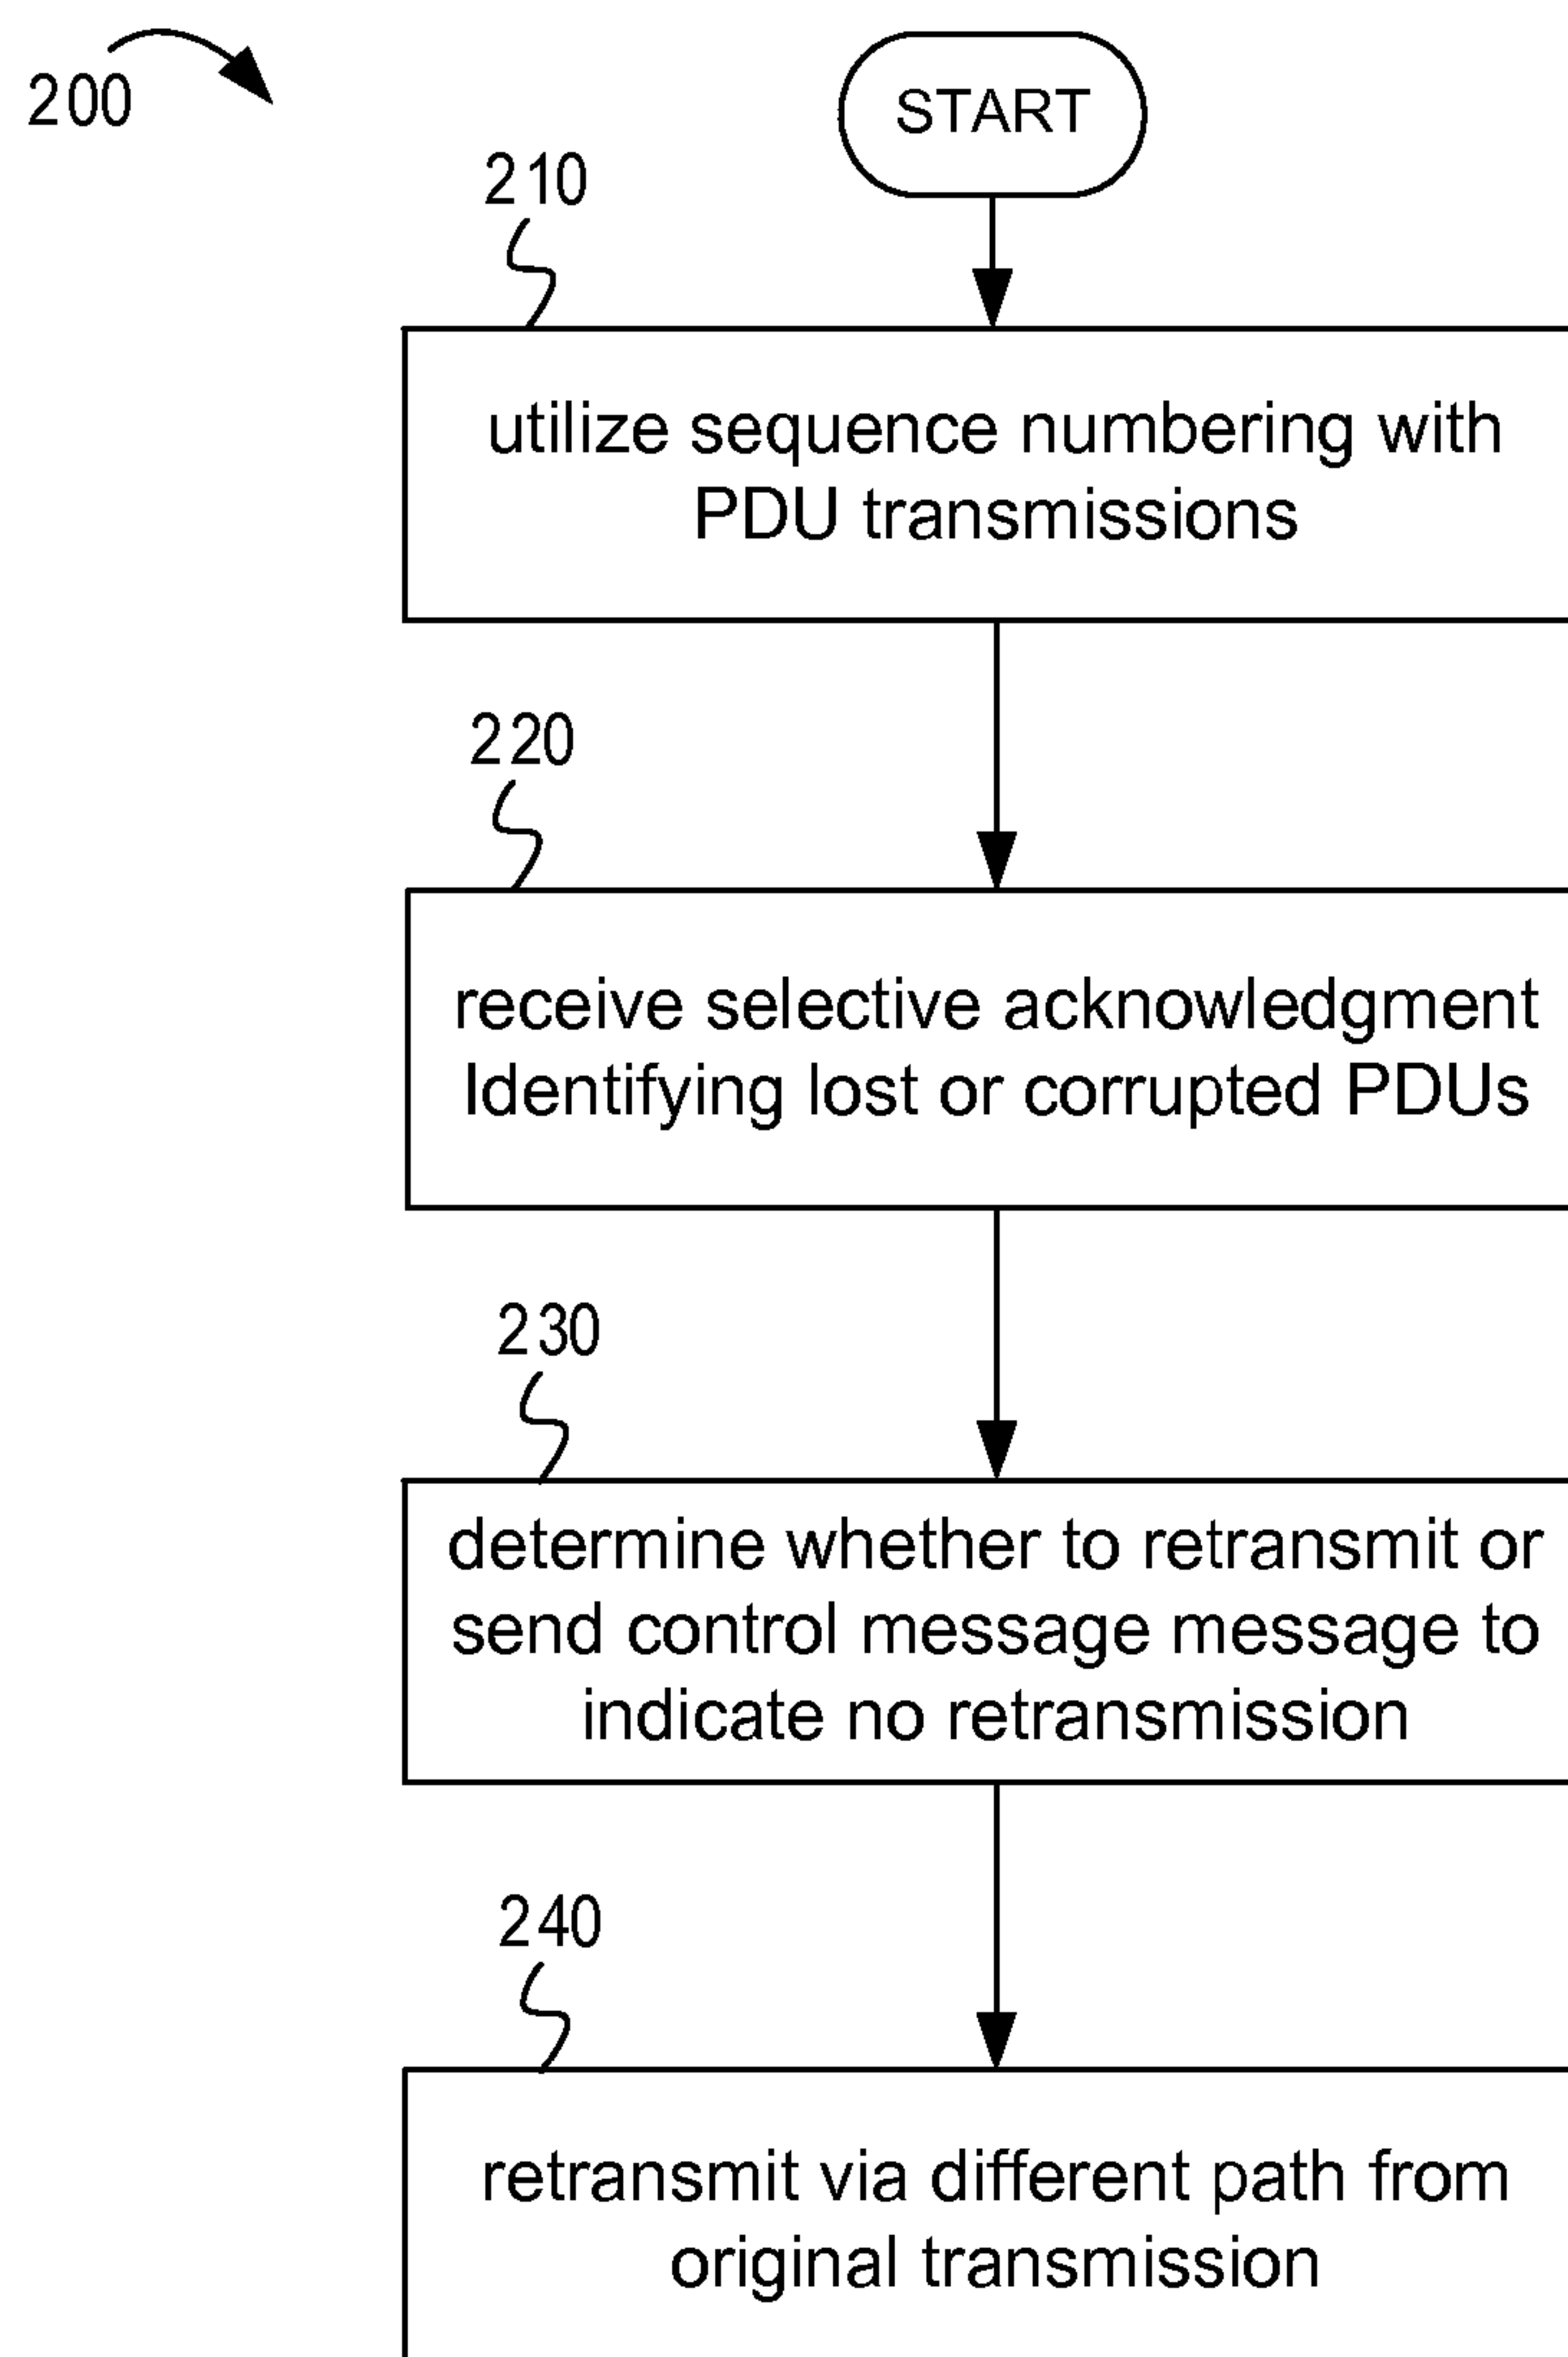 200
START
210
utilize sequence numbering with
PDU transmissions
220
receive selective acknowledgment
Identifying lost or corrupted PDUs
230
determine whether to retransmit or
send control message message to
indicate no retransmission
240
retransmit via different path from
original transmission